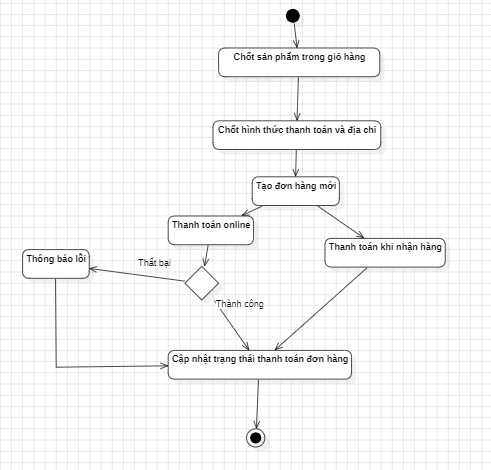 Chốt sản phẩm trong giỏ hàng
Chốt hình thức thanh toán và địa chỉ
Tạo đơn hàng mới
Thanh toán online
Thanh toán khi nhận hàng
Thông báo lỗi
Thất bại
'Thành công
Cập nhật trạng thái thanh toán đơn hàng